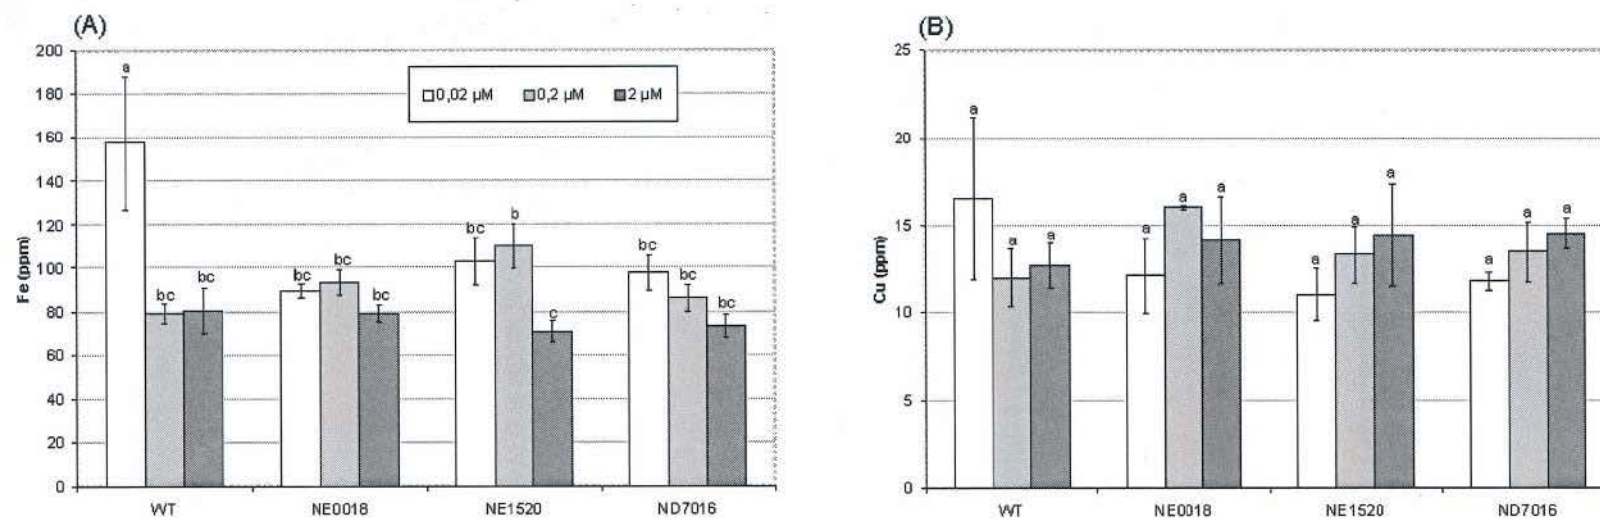 (A)
200
180
160
140
120
100
80
60
40
20
0
Fe (ppm)
0,02 µM 0,2 µM 2 µM
a
bc
bc
bc
bc
bc
bc
b
c
bc
bc
bc
WT NE0018 NE1520 ND7016
(B)
25
20
15
10
5
0
Cu (ppm)
a
a
a
a
a
a
a
a
a
a
a
a
WT NE0018 NE1520 ND7016